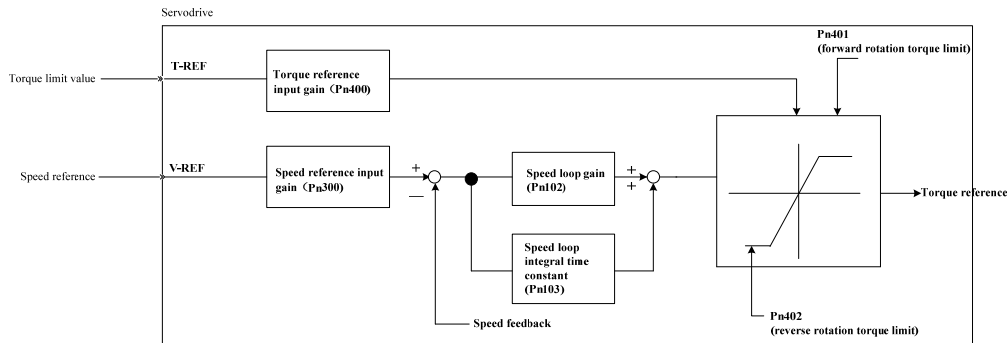 Servodrive
Pn401
(forward rotation torque limit)
T-REF
Torque limit value
Torque reference
input gain（Pn400）
V-REF
Speed reference
Speed reference input
gain（Pn300）
+
—
Speed loop gain
(Pn102)
+
+
Torque reference
Speed loop
integral time
constant
(Pn103)
Speed feedback
Pn402
(reverse rotation torque limit)